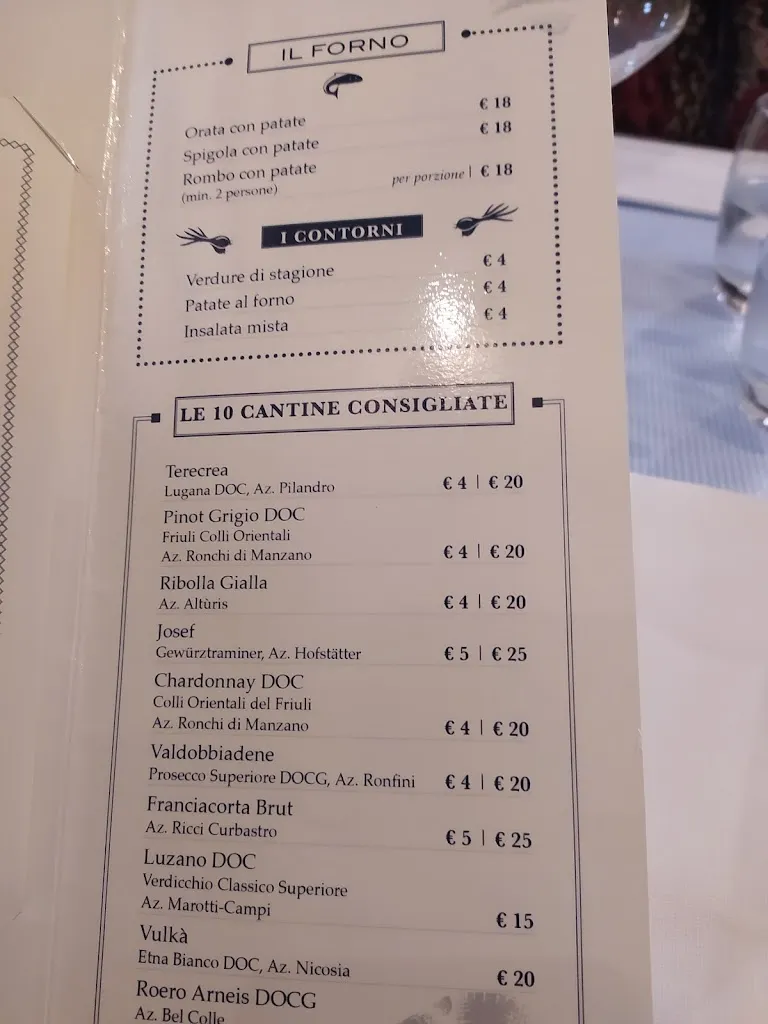 IL FORNO
Orata con patate € 18
Spigola con patate € 18
Rombo con patate
(min. 2 persone) per porzione | € 18
I CONTORNI
Verdure di stagione € 4
Patate al forno € 4
Insalata mista € 4
LE 10 CANTINE CONSIGLIATE
Terecrea
Lugana DOC, Az. Pilandro € 4 | € 20
Pinot Grigio DOC
Friuli Colli Orientali
Az. Ronchi di Manzano € 4 | € 20
Ribolla Gialla
Az. Altùris € 4 | € 20
Josef
Gewürztraminer, Az. Hofstätter € 5 | € 25
Chardonnay DOC
Colli Orientali del Friuli
Az. Ronchi di Manzano € 4 | € 20
Valdobbiadene
Prosecco Superiore DOCG, Az. Ronfini € 4 | € 20
Franciacorta Brut
Az. Ricci Curbastro € 5 | € 25
Luzano DOC
Verdicchio Classico Superiore
Az. Marotti-Campi € 15
Vulkà
Etna Bianco DOC, Az. Nicosia € 20
Roero Arneis DOCG
Az. Bel Colle